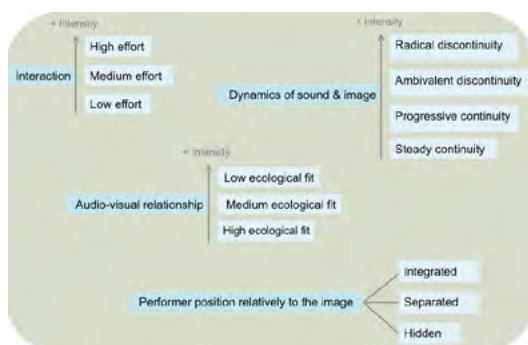 + Intensity
High effort
Interaction
Medium effort
Low effort
+ Intensity
Radical discontinuity
Ambivalent discontinuity
Dynamics of sound & image
Progressive continuity
Steady continuity
+ Intensity
Low ecological fit
Audio-visual relationship
Medium ecological fit
High ecological fit
Integrated
Performer position relatively to the image
Separated
Hidden